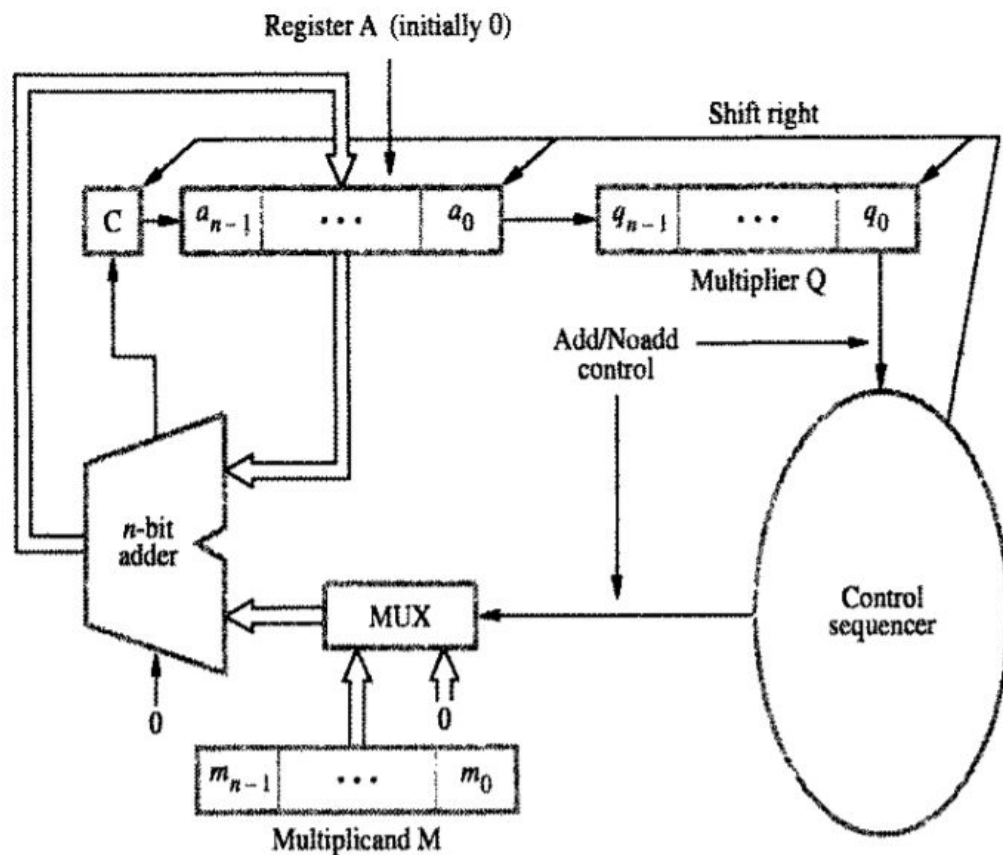 Register A (initially 0)
Shift right
C
a_{n-1}
...
a_0
q_{n-1}
...
q_0
Multiplier Q
Add/Noadd
control
n-bit
adder
MUX
Control
sequencer
0
0
m_{n-1}
...
m_0
Multiplicand M